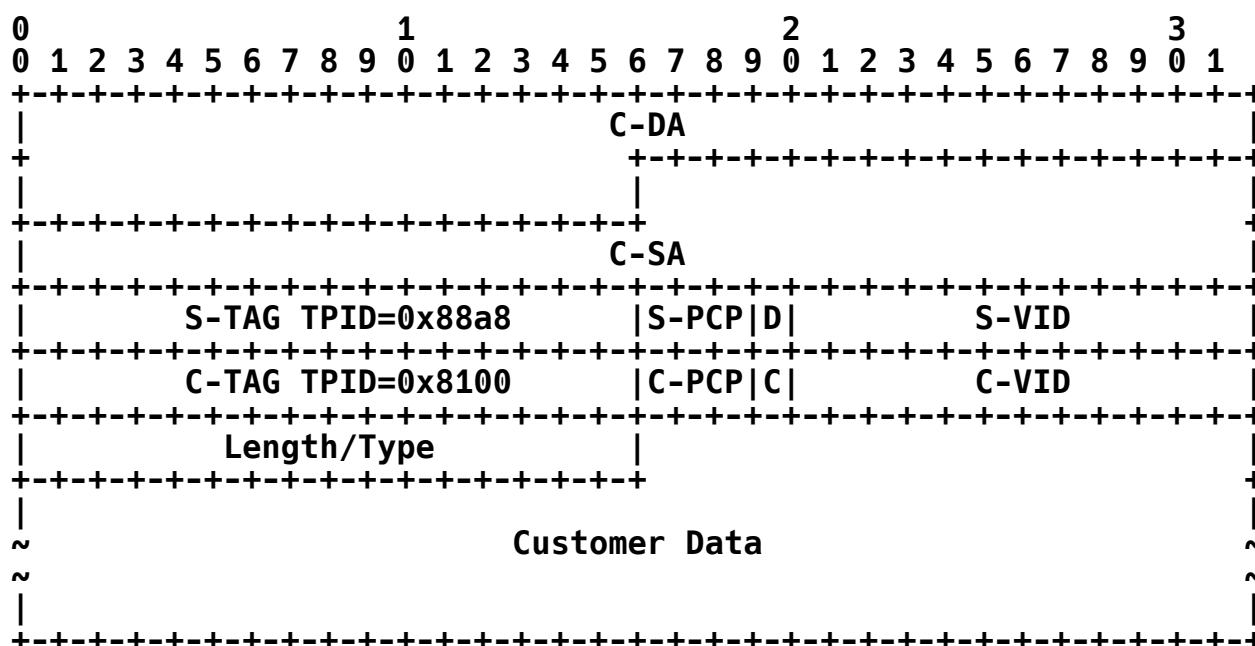 0                   1                   2                   3
0 1 2 3 4 5 6 7 8 9 0 1 2 3 4 5 6 7 8 9 0 1 2 3 4 5 6 7 8 9 0 1
+-+-+-+-+-+-+-+-+-+-+-+-+-+-+-+-+-+-+-+-+-+-+-+-+-+-+-+-+-+-+-+-+
|                              C-DA                             |
+                               +-+-+-+-+-+-+-+-+-+-+-+-+-+-+-+-+
|                               |                               |
+-+-+-+-+-+-+-+-+-+-+-+-+-+-+-+-+                               +
|                              C-SA                             |
+-+-+-+-+-+-+-+-+-+-+-+-+-+-+-+-+-+-+-+-+-+-+-+-+-+-+-+-+-+-+-+-+
|        S-TAG TPID=0x88a8      |S-PCP|D|         S-VID         |
+-+-+-+-+-+-+-+-+-+-+-+-+-+-+-+-+-+-+-+-+-+-+-+-+-+-+-+-+-+-+-+-+
|        C-TAG TPID=0x8100      |C-PCP|C|         C-VID         |
+-+-+-+-+-+-+-+-+-+-+-+-+-+-+-+-+-+-+-+-+-+-+-+-+-+-+-+-+-+-+-+-+
|          Length/Type          |                               |
+-+-+-+-+-+-+-+-+-+-+-+-+-+-+-+-+                               +
|                                                               |
~                         Customer Data                         ~
~                                                               ~
|                                                               |
+-+-+-+-+-+-+-+-+-+-+-+-+-+-+-+-+-+-+-+-+-+-+-+-+-+-+-+-+-+-+-+-+